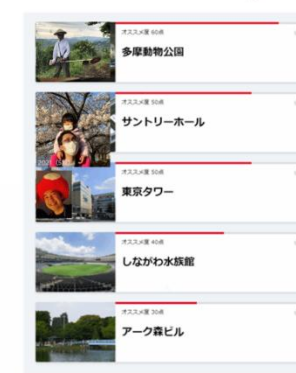 オススメ度 60点
多摩動物公園
オススメ度 50点
サントリーホール
オススメ度 50点
東京タワー
オススメ度 40点
しながわ水族館
オススメ度 30点
アーク森ビル